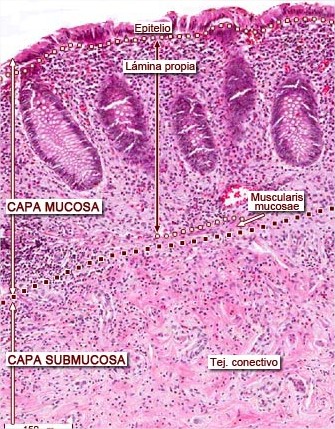 Epitelio
Lámina propia
CAPA MUCOSA
Muscularis
mucosae
CAPA SUBMUCOSA
Tej. conectivo